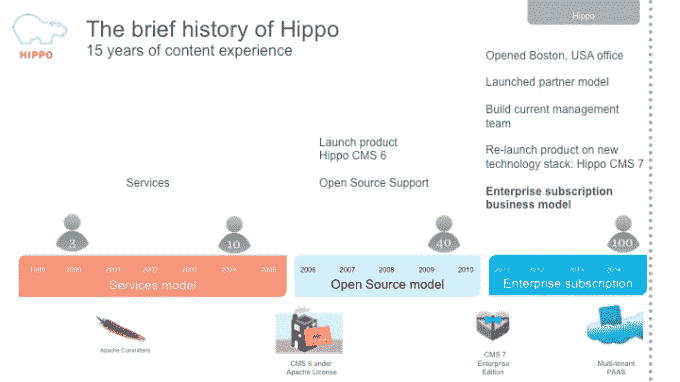 Hippo
HIPPO
The brief history of Hippo
15 years of content experience
Opened Boston, USA office
Launched partner model
Build current management
team
Re-launch product on new
technology stack: Hippo CMS 7
Enterprise subscription
business model
Launch product
Hippo CMS 6
Open Source Support
Services
3
10
40
100
1999 2000 2001 2002 2003 2004 2005
Services model
2006 2007 2008 2009 2010
Open Source model
2011 2012 2013 2014
Enterprise subscription
Apache Committers
CMS 6 under
Apache License
CMS 7
Enterprise
Edition
Multi-tenant
PAAS